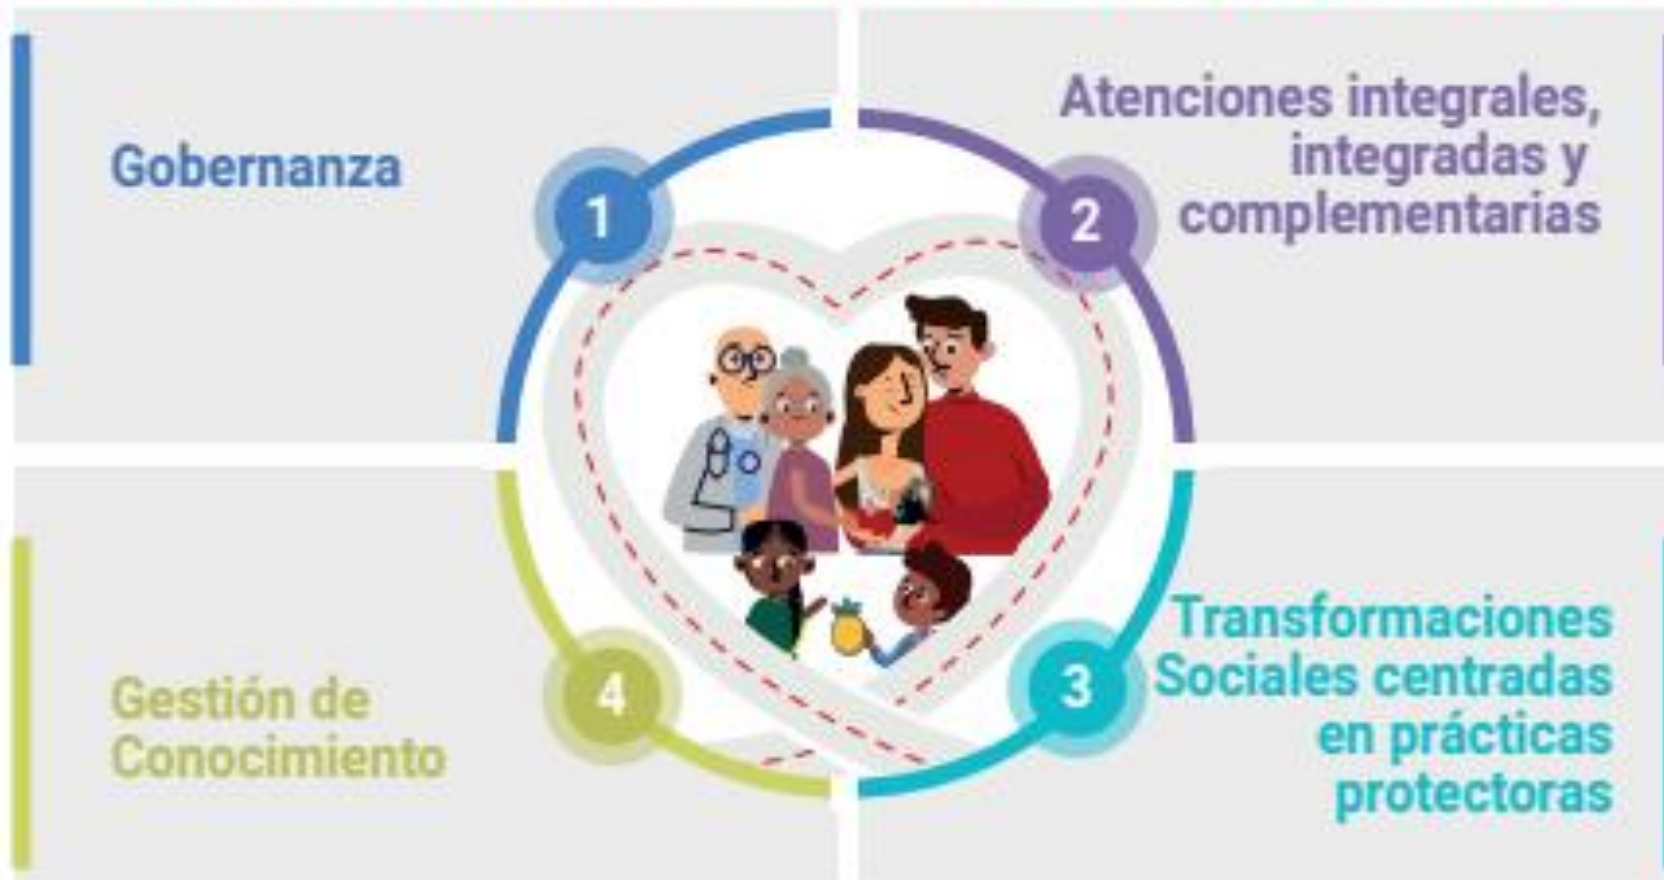 Gobernanza
1
Atenciones integrales,
integradas y
complementarias
2
Transformaciones
Sociales centradas
en prácticas
protectoras
3
Gestión de
Conocimiento
4